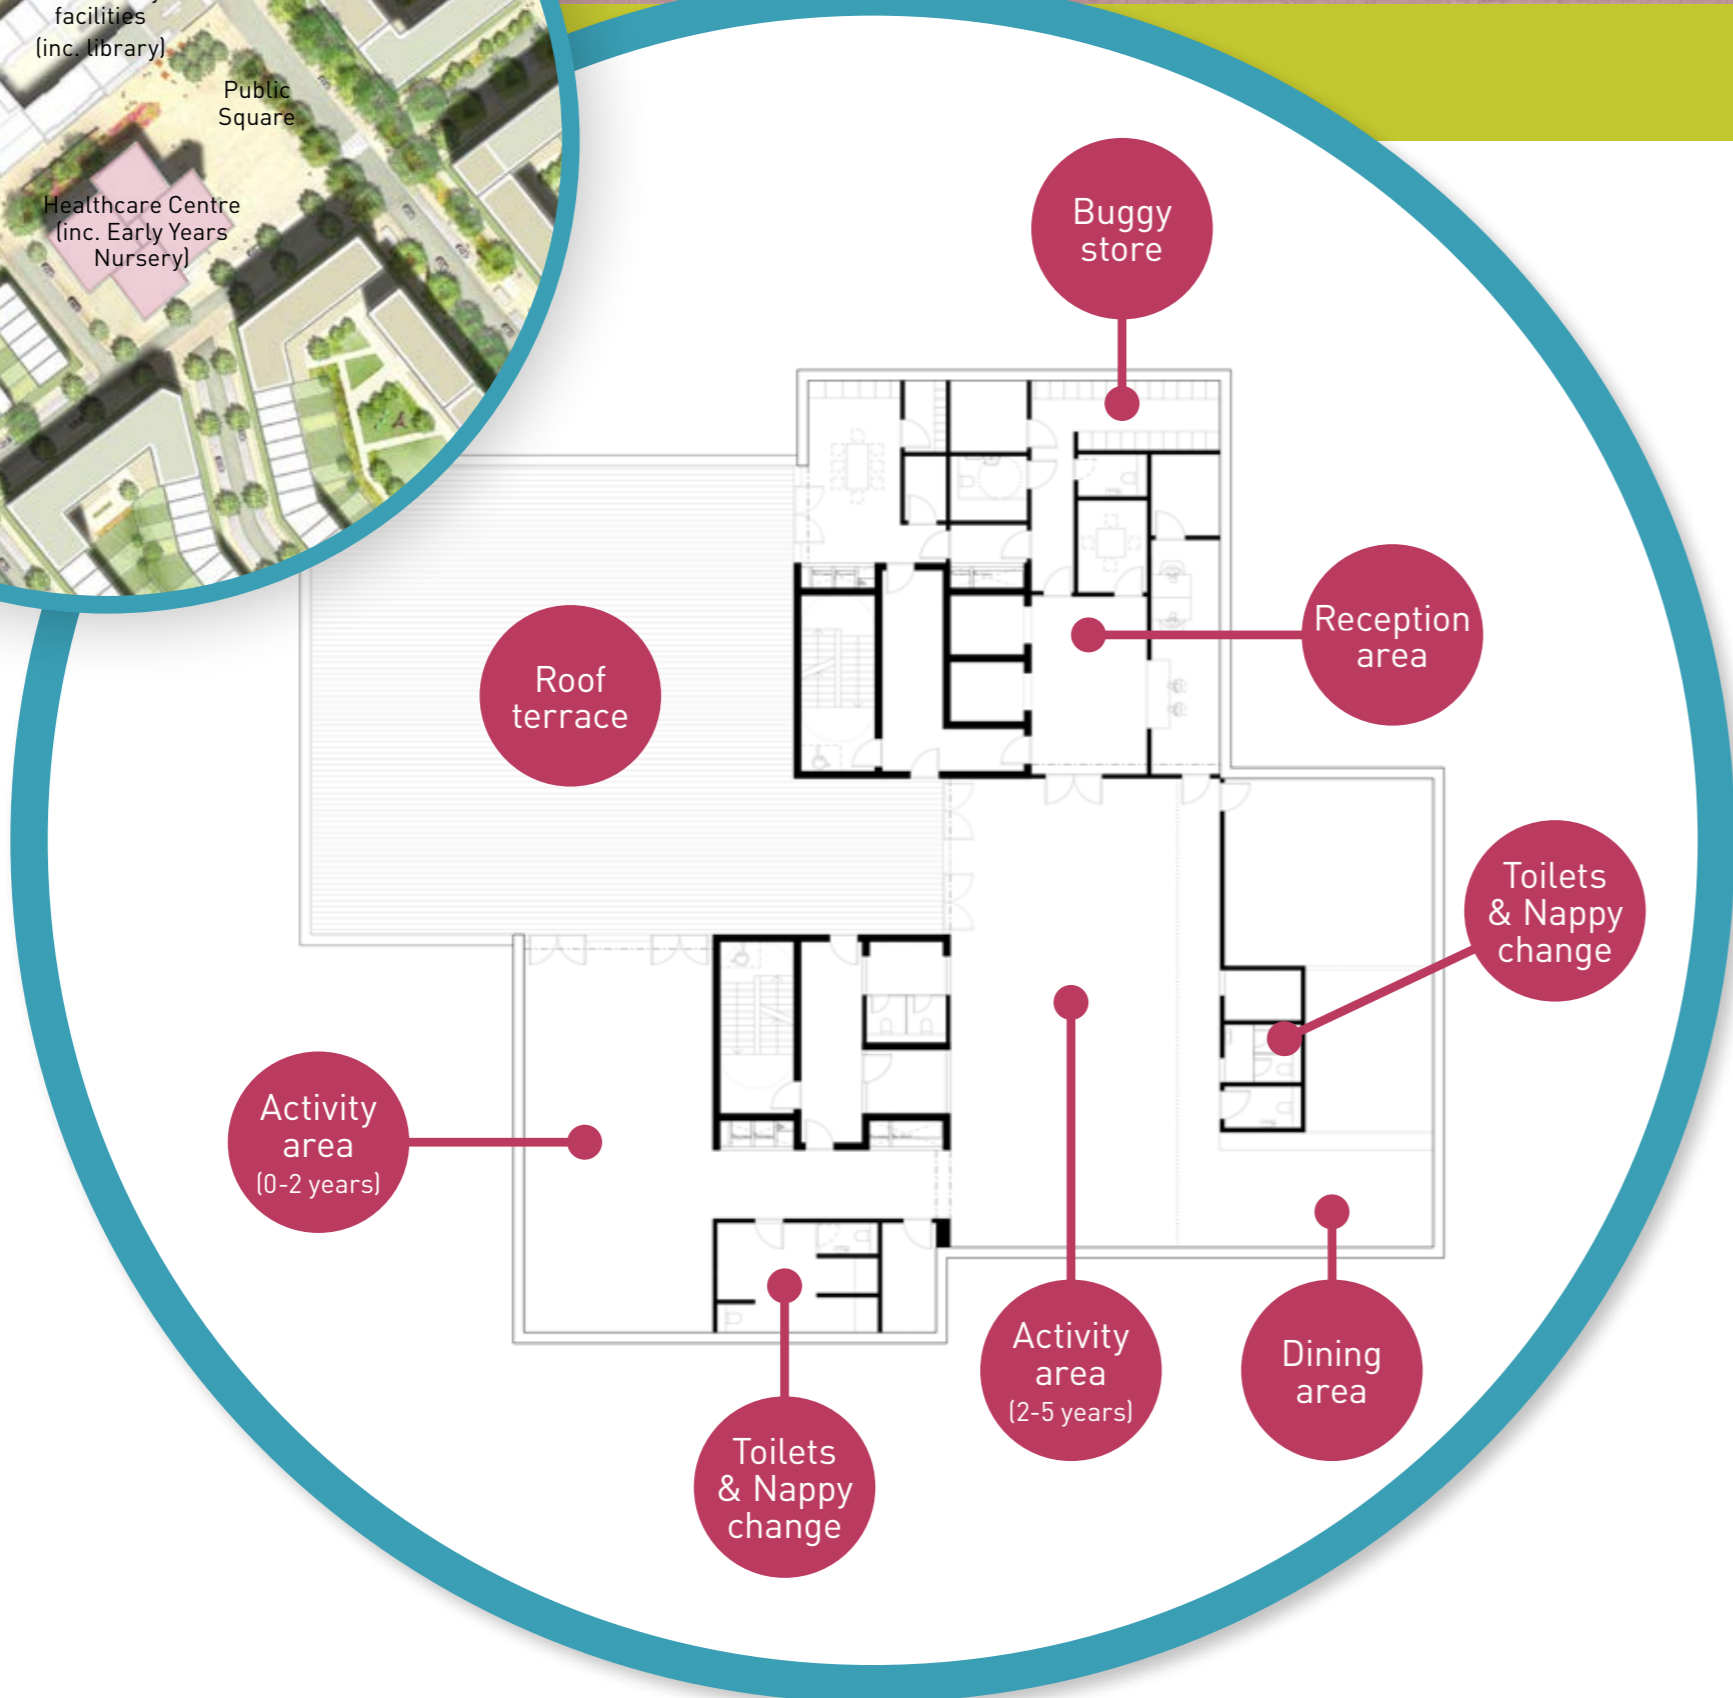 facilities
(inc. library)
Public
Square
Healthcare Centre
(inc. Early Years
Nursery)
Buggy
store
Reception
area
Roof
terrace
Toilets
& Nappy
change
Activity
area
(0-2 years)
Activity
area
(2-5 years)
Dining
area
Toilets
& Nappy
change